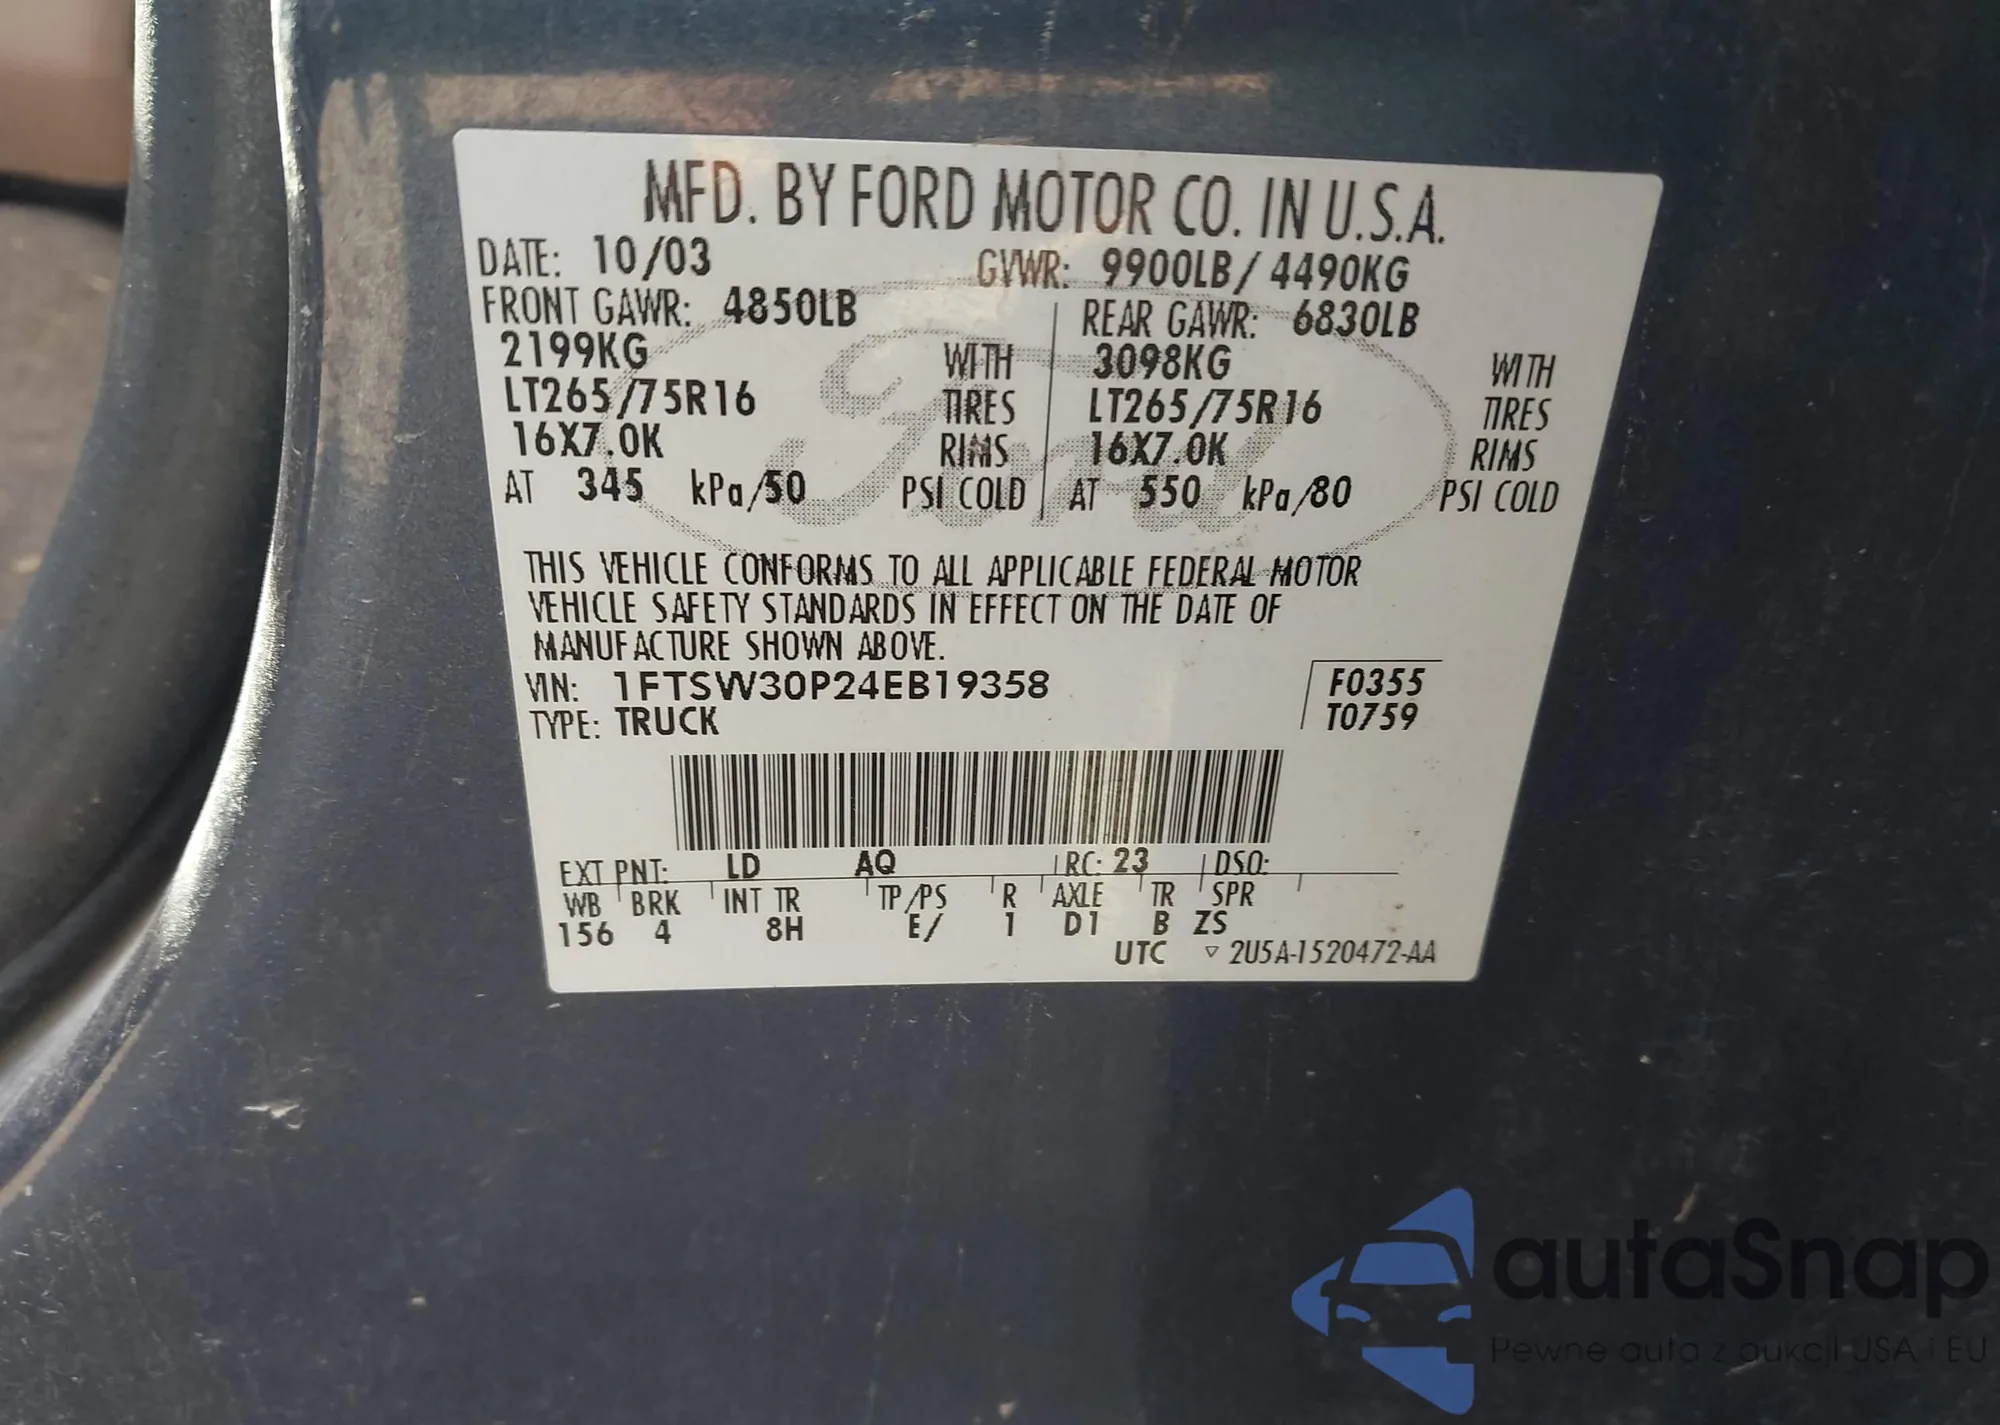 MFD. BY FORD MOTOR CO. IN U.S.A.
DATE: 10/03 GVWR: 9900LB/ 4490KG
FRONT GAWR: 4850LB REAR GAWR: 6830LB
2199KG WITH 3098KG WITH
LT265/75R16 TIRES LT265/75R16 TIRES
16X7.0K RIMS 16X7.0K RIMS
AT 345 kPa/50 PSI COLD AT 550 kPa/80 PSI COLD
Ford
THIS VEHICLE CONFORMS TO ALL APPLICABLE FEDERAL MOTOR
VEHICLE SAFETY STANDARDS IN EFFECT ON THE DATE OF
MANUFACTURE SHOWN ABOVE.
VIN: 1FTSW30P24EB19358 F0355
TYPE: TRUCK T0759
EXT PNT: LD AQ RC: 23 DSO:
WB BRK INT TR TP/PS R AXLE TR SPR
156 4 8H E/ 1 D1 B ZS
UTC ▽ 2U5A-1520472-AA
autaSnap
Pewne auta z aukcji USA i EU